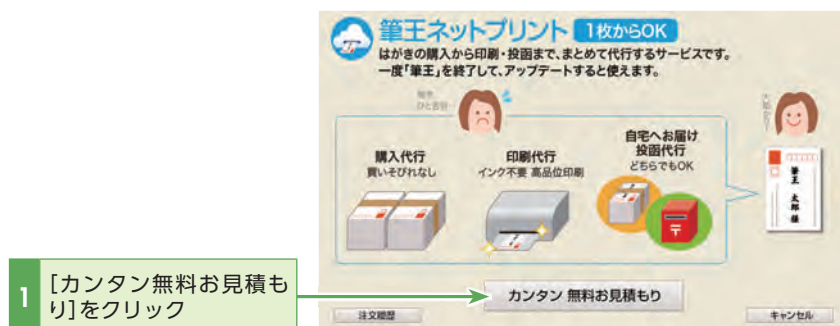 筆王ネットプリント 1枚からOK
はがきの購入から印刷・投函まで、まとめて代行するサービスです。
一度「筆王」を終了して、アップデートすると使えます。
購入代行
買いそびれなし
印刷代行
インク不要 高品位印刷
自宅へお届け
投函代行
どちらでもOK
筆王 太郎 様
1
[カンタン無料お見積も
り]をクリック
カンタン 無料お見積もり
注文履歴
キャンセル